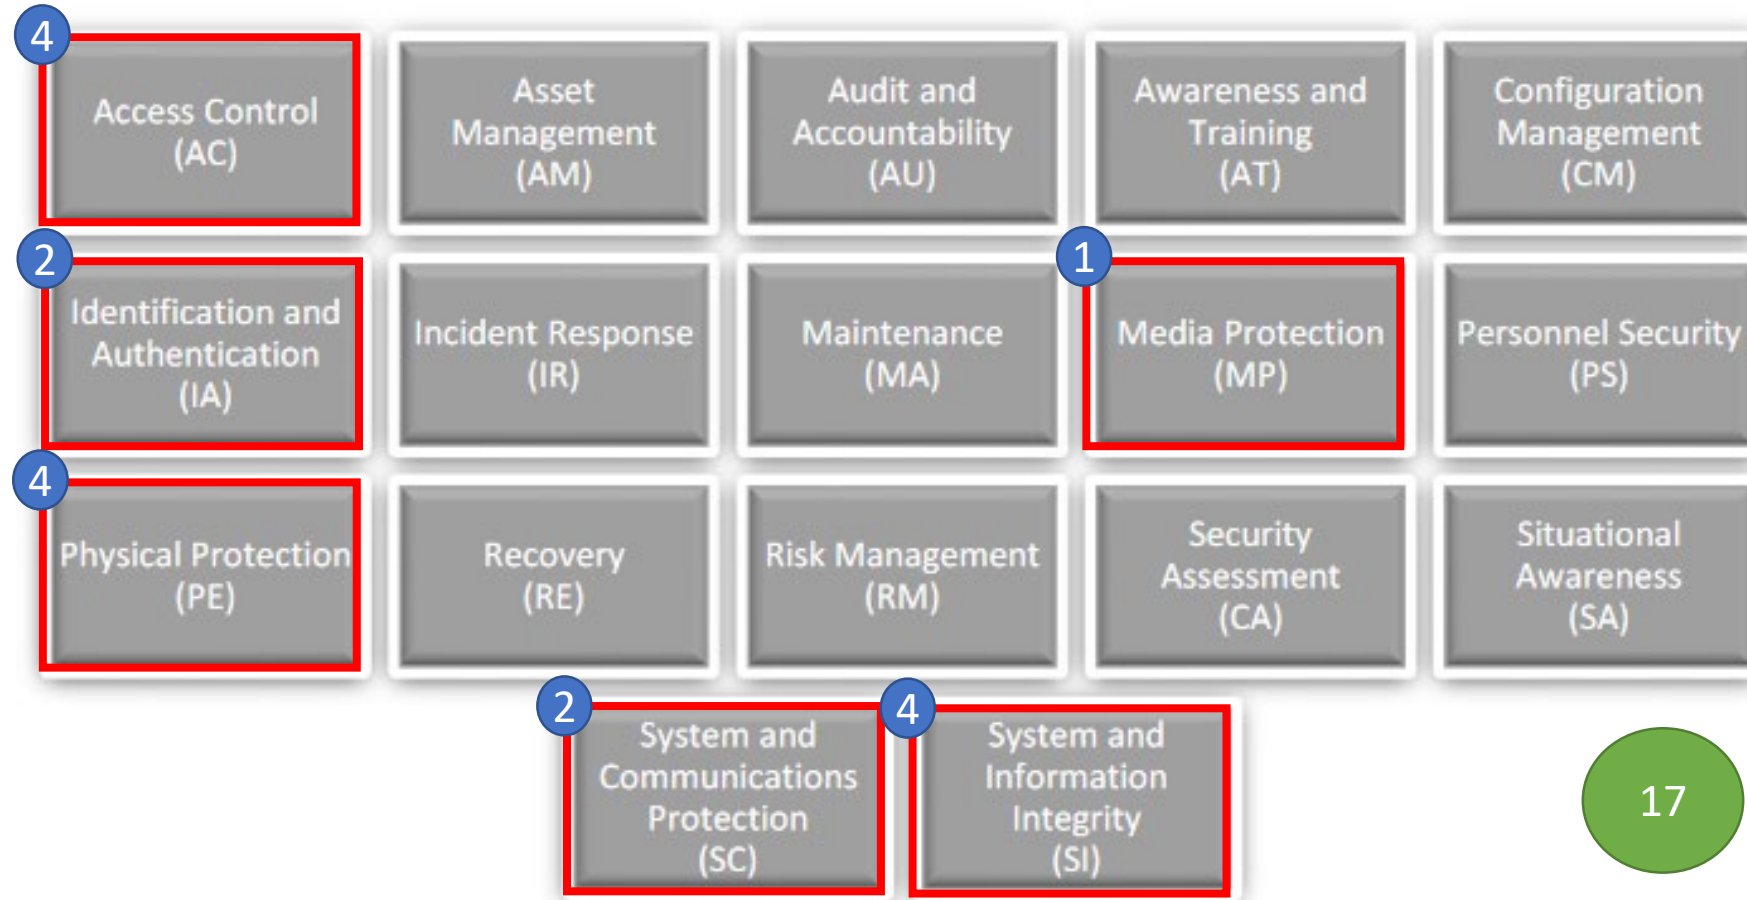 4
Access Control
(AC)
Asset
Management
(AM)
Audit and
Accountability
(AU)
Awareness and
Training
(AT)
Configuration
Management
(CM)
2
Identification and
Authentication
(IA)
Incident Response
(IR)
Maintenance
(MA)
1
Media Protection
(MP)
Personnel Security
(PS)
4
Physical Protection
(PE)
Recovery
(RE)
Risk Management
(RM)
Security
Assessment
(CA)
Situational
Awareness
(SA)
2
System and
Communications
Protection
(SC)
4
System and
Information
Integrity
(SI)
17